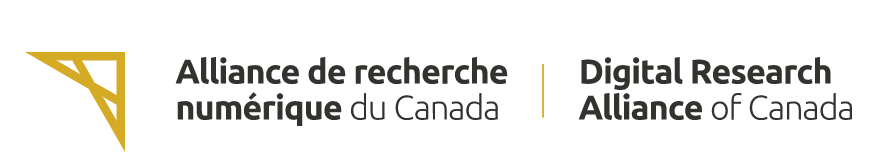 Alliance de recherche
numérique du Canada
Digital Research
Alliance of Canada